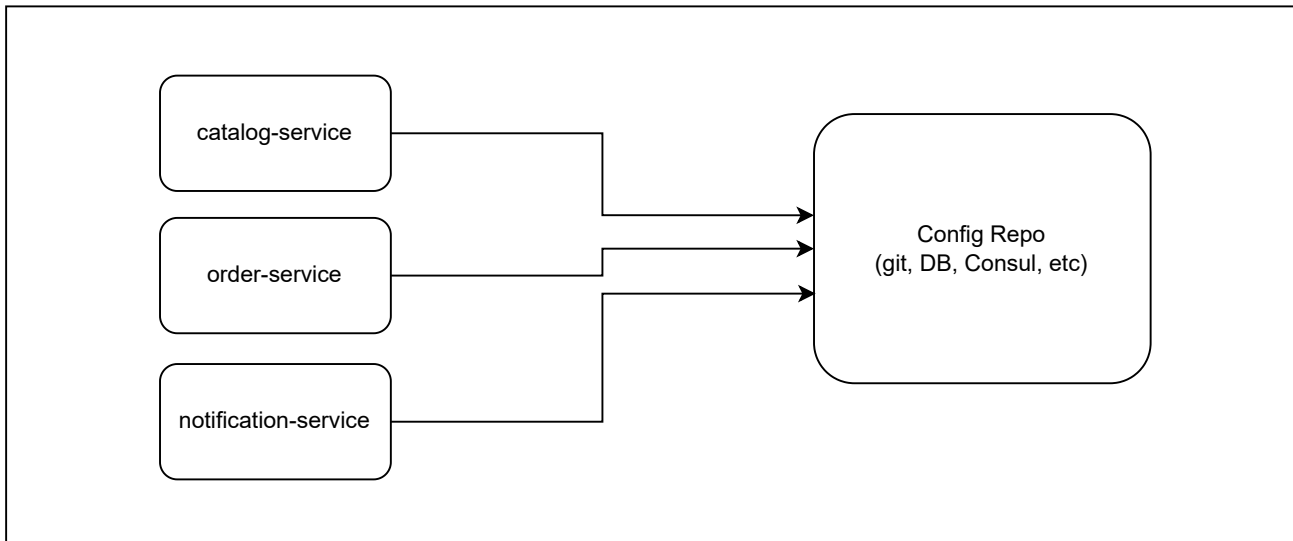 catalog-service
order-service
notification-service
Config Repo
(git, DB, Consul, etc)